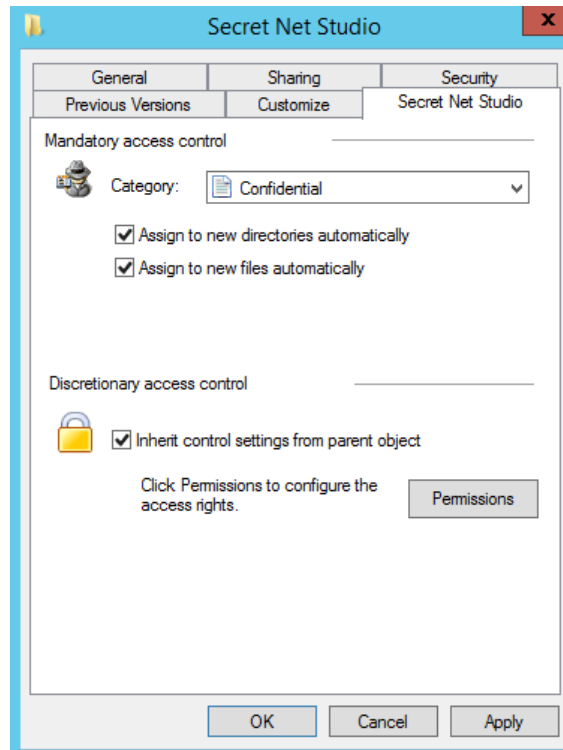 Secret Net Studio
x
General Sharing Security
Previous Versions Customize Secret Net Studio
Mandatory access control
Category: Confidential
Assign to new directories automatically
Assign to new files automatically
Discretionary access control
Inherit control settings from parent object
Click Permissions to configure the
access rights.
Permissions
OK Cancel Apply